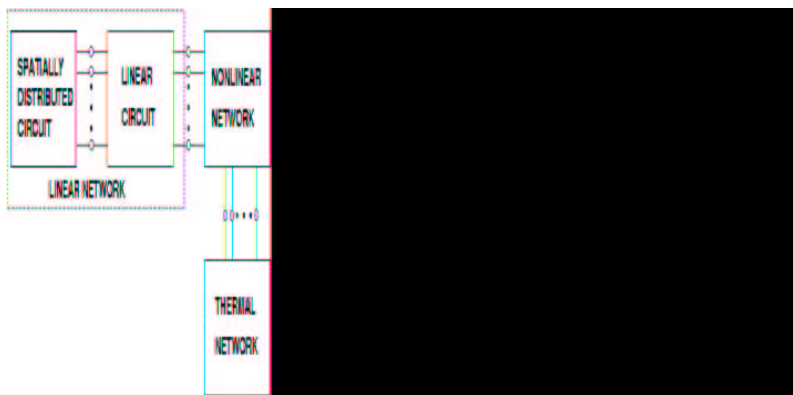 SPATIALLY
DISTRIBUTED
CIRCUIT
LINEAR
CIRCUIT
NONLINEAR
NETWORK
LINEAR NETWORK
THERMAL
NETWORK